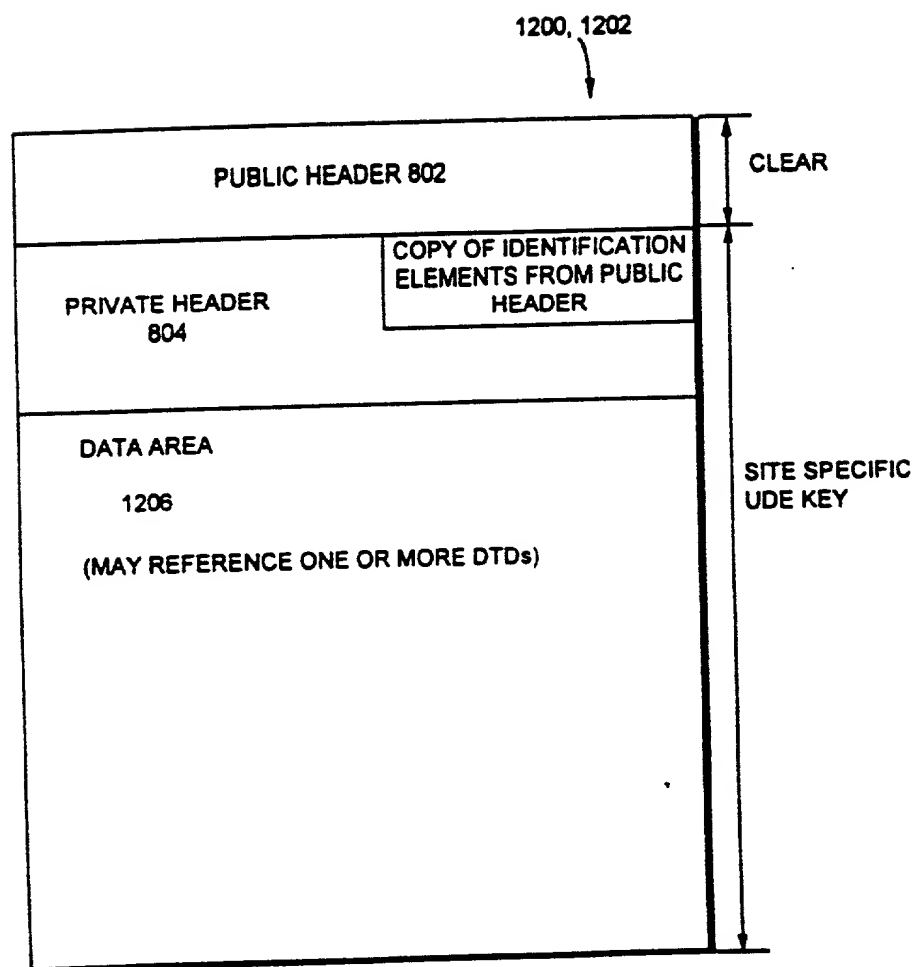 1200, 1202
PUBLIC HEADER 802
CLEAR
COPY OF IDENTIFICATION
ELEMENTS FROM PUBLIC
HEADER
PRIVATE HEADER
804
DATA AREA
1206
(MAY REFERENCE ONE OR MORE DTDs)
SITE SPECIFIC
UDE KEY